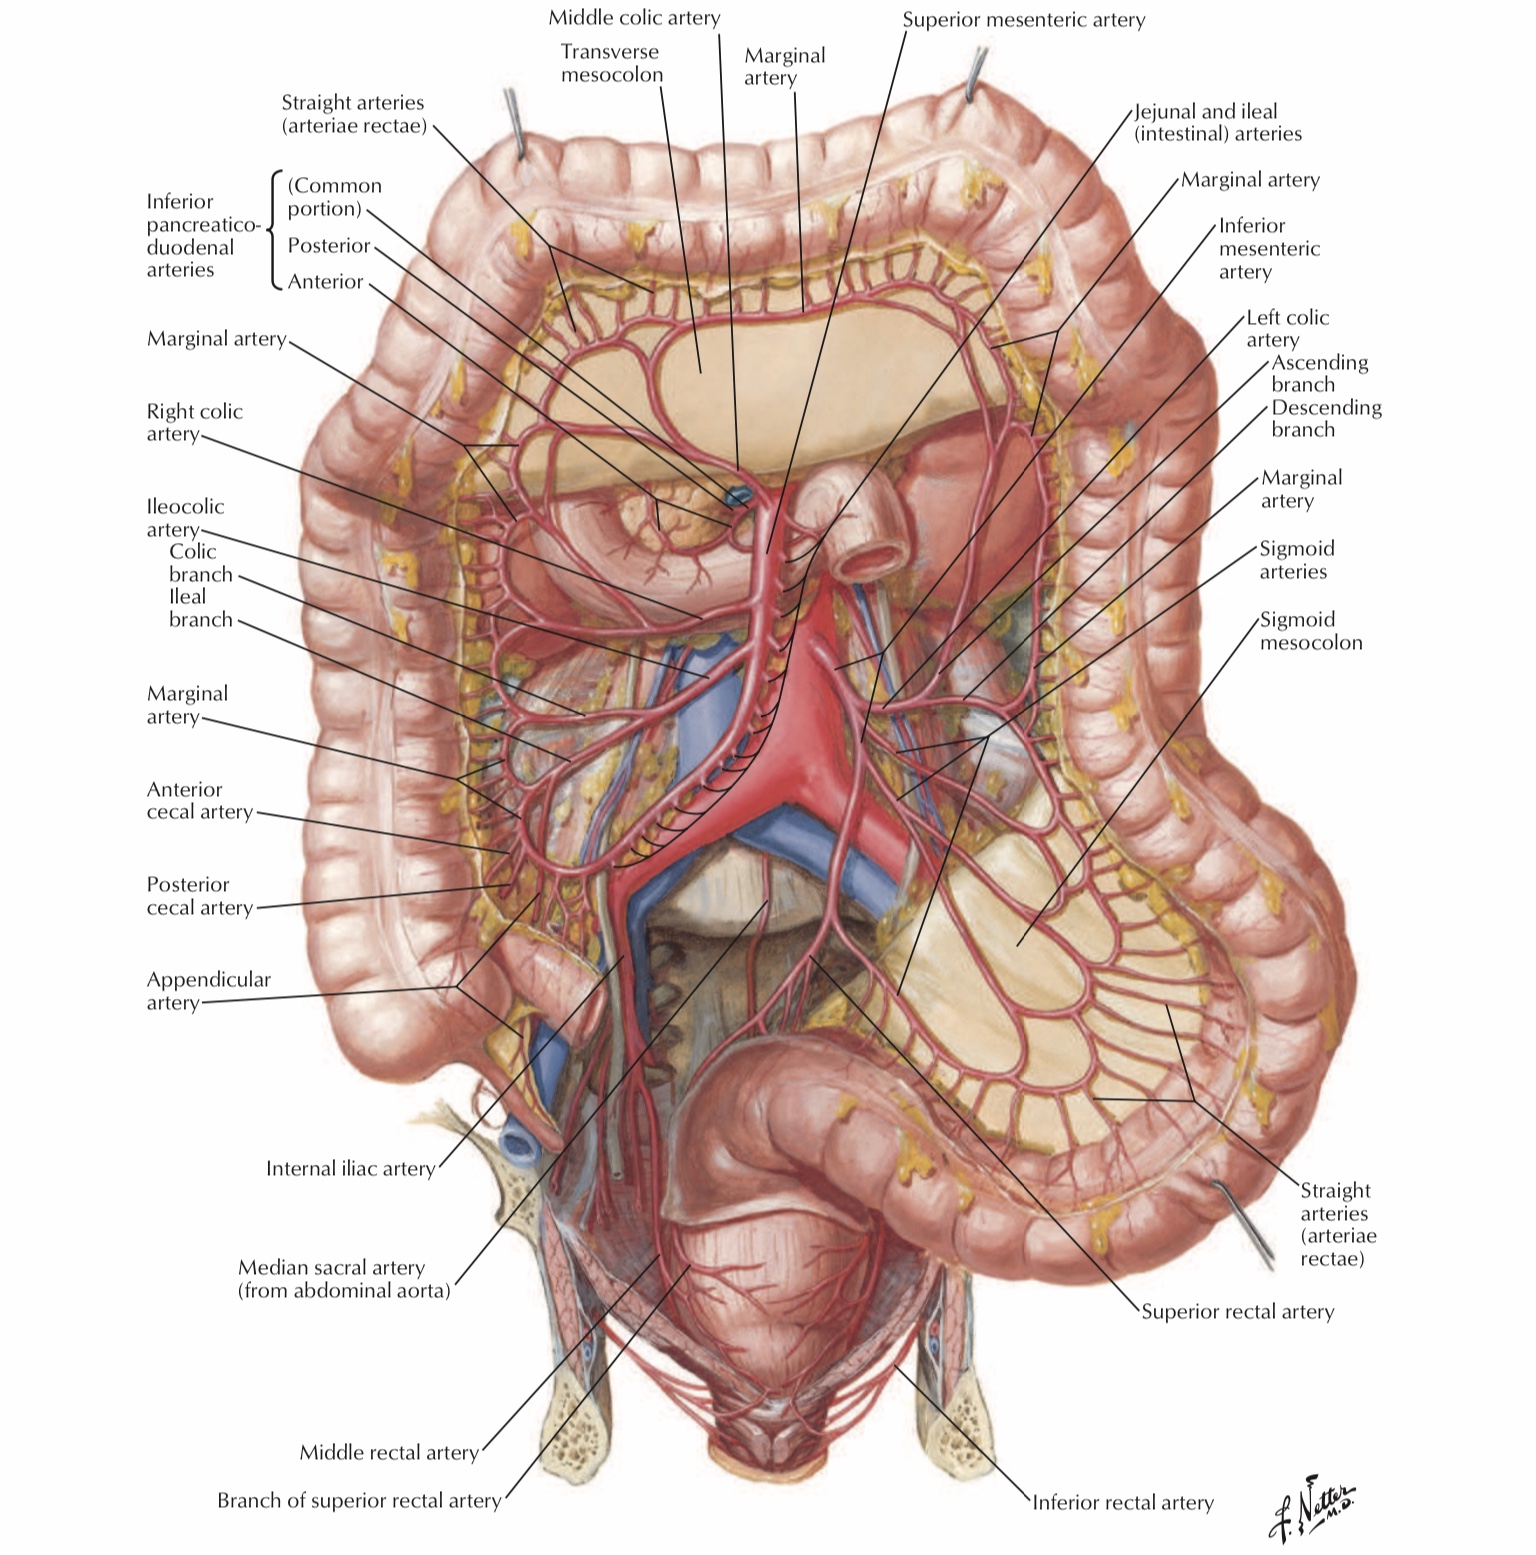 Middle colic artery
Superior mesenteric artery
Transverse
mesocolon
Marginal
artery
Straight arteries
(arteriae rectae)
Jejunal and ileal
(intestinal) arteries
Inferior
pancreatico-
duodenal
arteries
(Common
portion)
Posterior
Anterior
Marginal artery
Inferior
mesenteric
artery
Marginal artery
Left colic
artery
Ascending
branch
Descending
branch
Right colic
artery
Marginal
artery
Ileocolic
artery
Colic
branch
Ileal
branch
Sigmoid
arteries
Sigmoid
mesocolon
Marginal
artery
Anterior
cecal artery
Posterior
cecal artery
Appendicular
artery
Internal iliac artery
Straight
arteries
(arteriae
rectae)
Median sacral artery
(from abdominal aorta)
Superior rectal artery
Middle rectal artery
Branch of superior rectal artery
Inferior rectal artery
F. Netter
M.D.